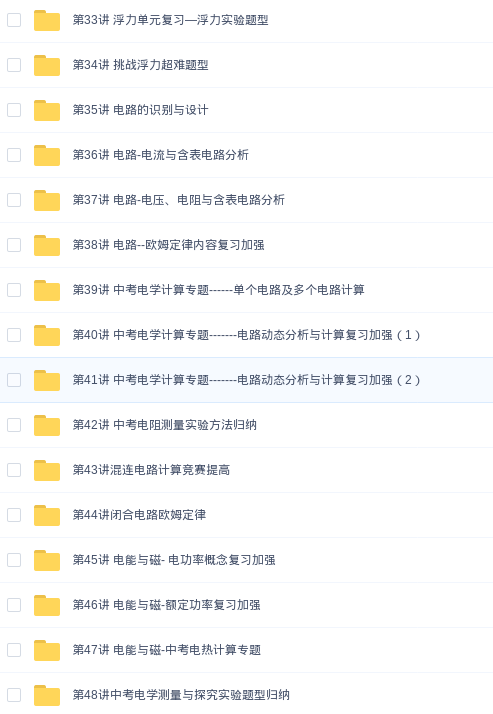 第33讲 浮力单元复习—浮力实验题型
第34讲 挑战浮力超难题型
第35讲 电路的识别与设计
第36讲 电路-电流与含表电路分析
第37讲 电路-电压、电阻与含表电路分析
第38讲 电路--欧姆定律内容复习加强
第39讲 中考电学计算专题------单个电路及多个电路计算
第40讲 中考电学计算专题-------电路动态分析与计算复习加强（1）
第41讲 中考电学计算专题-------电路动态分析与计算复习加强（2）
第42讲 中考电阻测量实验方法归纳
第43讲混连电路计算竞赛提高
第44讲闭合电路欧姆定律
第45讲 电能与磁- 电功率概念复习加强
第46讲 电能与磁-额定功率复习加强
第47讲 电能与磁-中考电热计算专题
第48讲中考电学测量与探究实验题型归纳